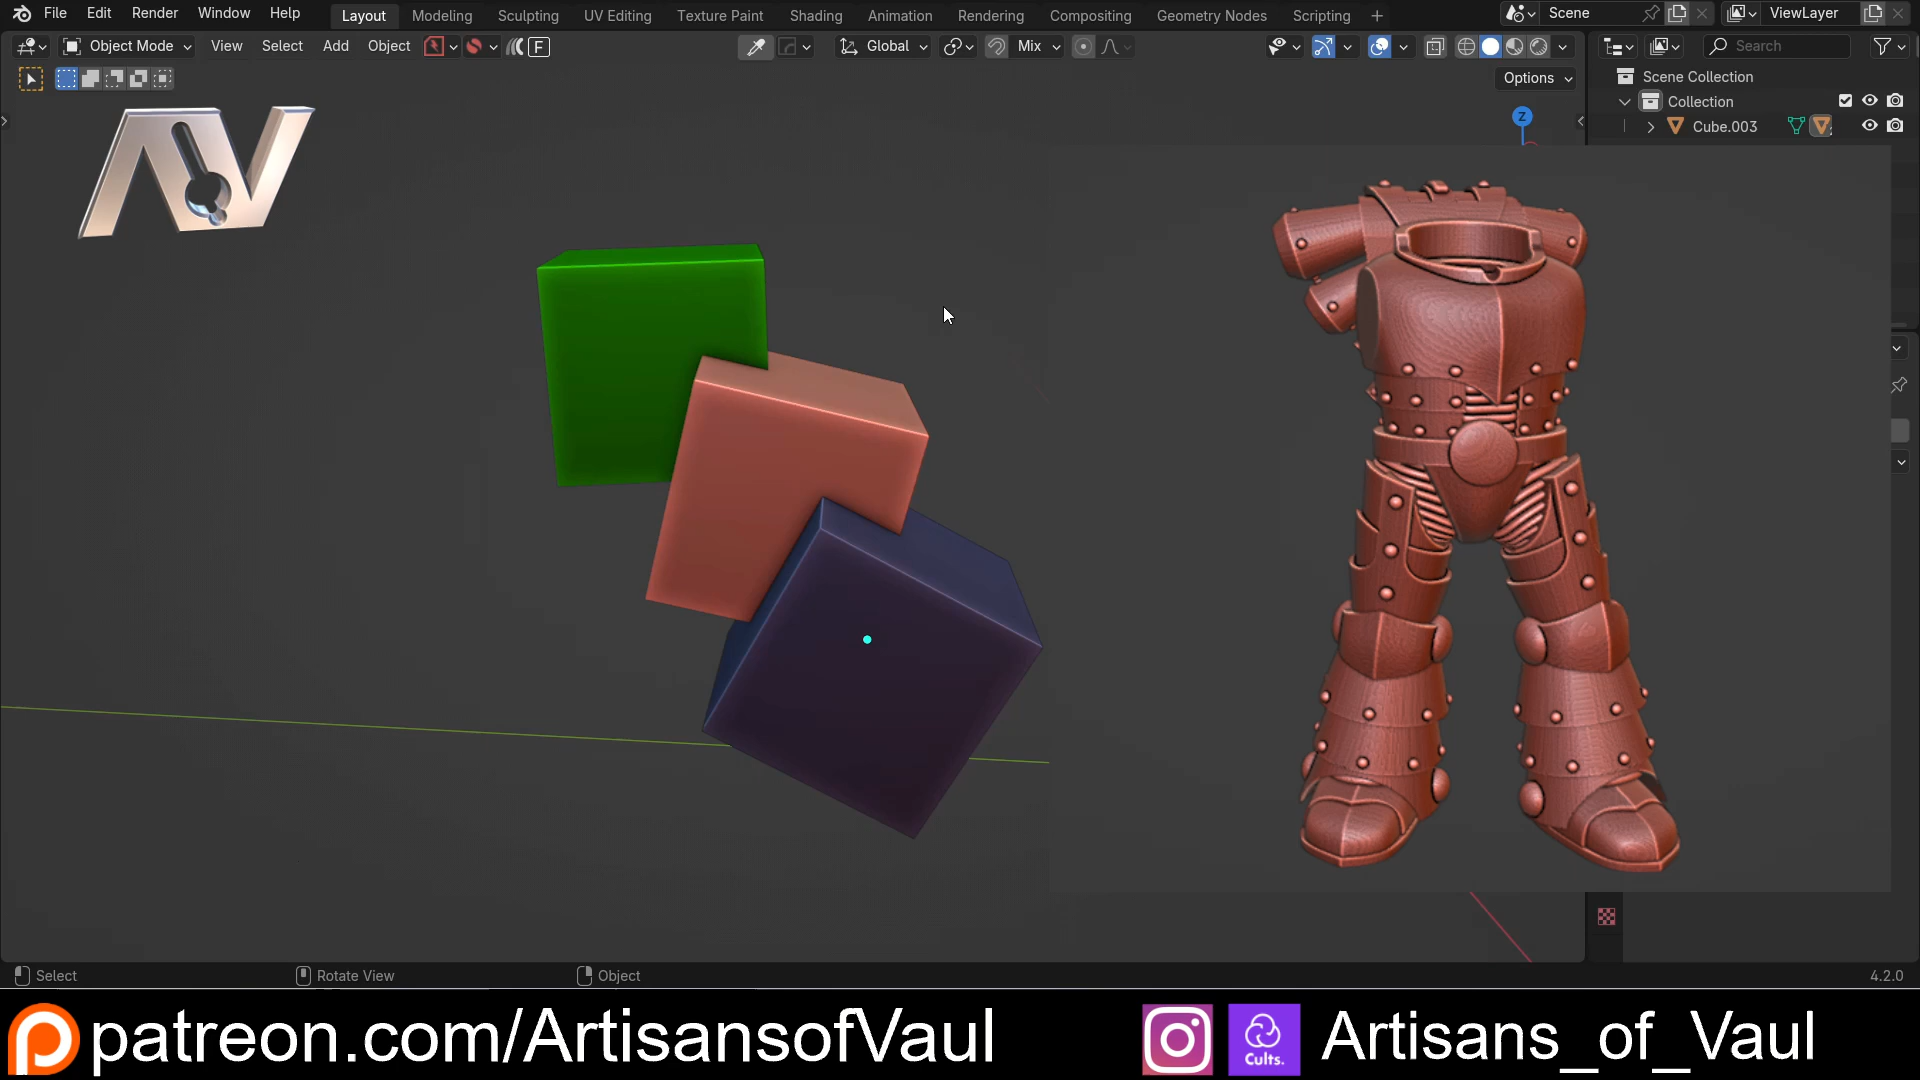 File Edit Render Window Help Layout Modeling Sculpting UV Editing Texture Paint Shading Animation Rendering Compositing Geometry Nodes Scripting + Scene ViewLayer
Object Mode View Select Add Object F Global Mix Search
Options
Scene Collection
Collection
Cube.003
Z
AV
Select Rotate View Object 4.2.0
patreon.com/ArtisansofVaul Cults. Artisans_of_Vaul